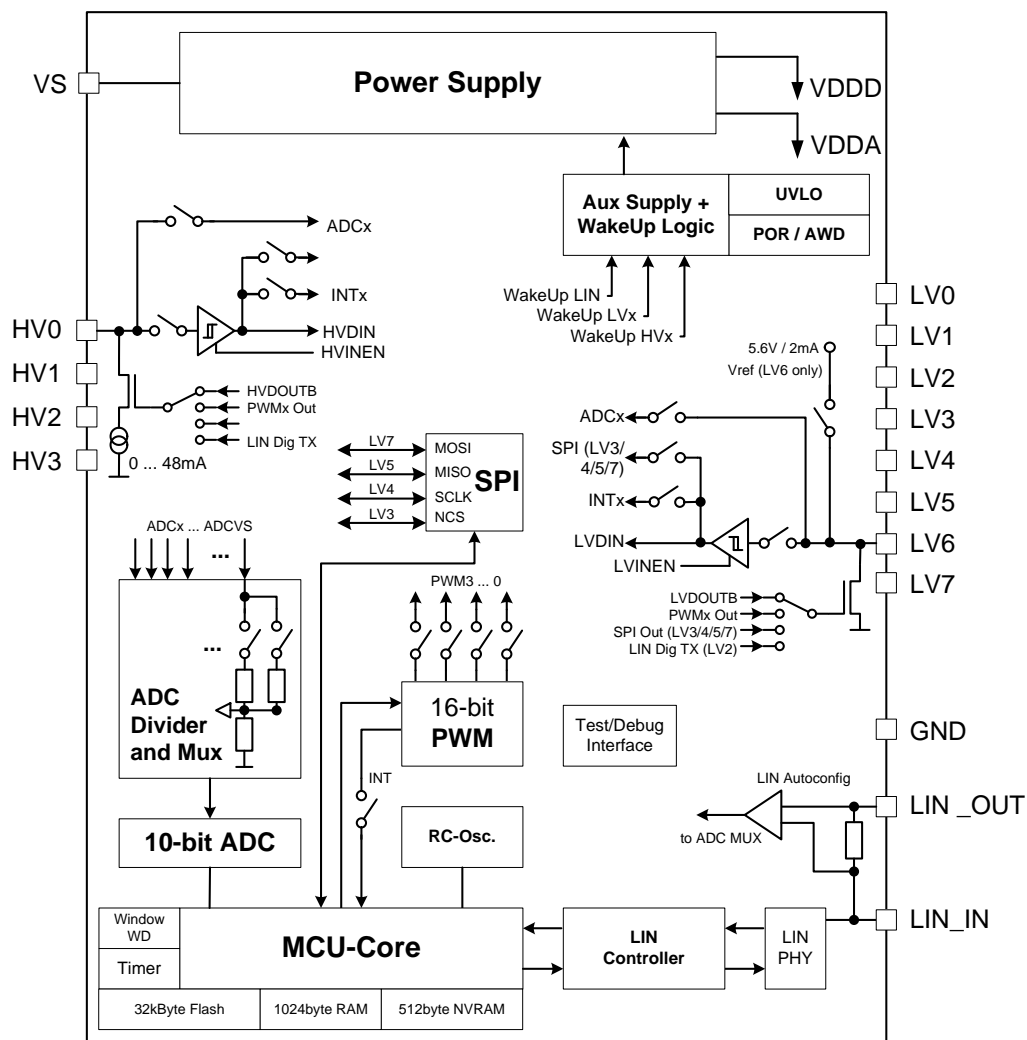 VS
Power Supply
VDDD
VDDA
Aux Supply +
WakeUp Logic
UVLO
POR / AWD
WakeUp LIN
WakeUp LVx
WakeUp HVx
ADCx
INTx
HVDIN
HVINEN
HV0
HV1
HV2
HV3
HVDOUTB
PWMx Out
LIN Dig TX
0 ... 48mA
LV0
LV1
LV2
LV3
LV4
LV5
LV6
LV7
5.6V / 2mA
Vref (LV6 only)
ADCx
SPI (LV3/
4/5/7)
INTx
LVDIN
LVINEN
LVDOUTB
PWMx Out
SPI Out (LV3/4/5/7)
LIN Dig TX (LV2)
LV7
LV5
LV4
LV3
MOSI
MISO
SCLK
NCS
SPI
ADCx ... ADCVS
...
...
ADC
Divider
and Mux
PWM3 ... 0
16-bit
PWM
INT
Test/Debug
Interface
GND
LIN Autoconfig
LIN _OUT
to ADC MUX
LIN_IN
10-bit ADC
RC-Osc.
Window
WD
Timer
MCU-Core
32kByte Flash
1024byte RAM
512byte NVRAM
LIN
Controller
LIN
PHY